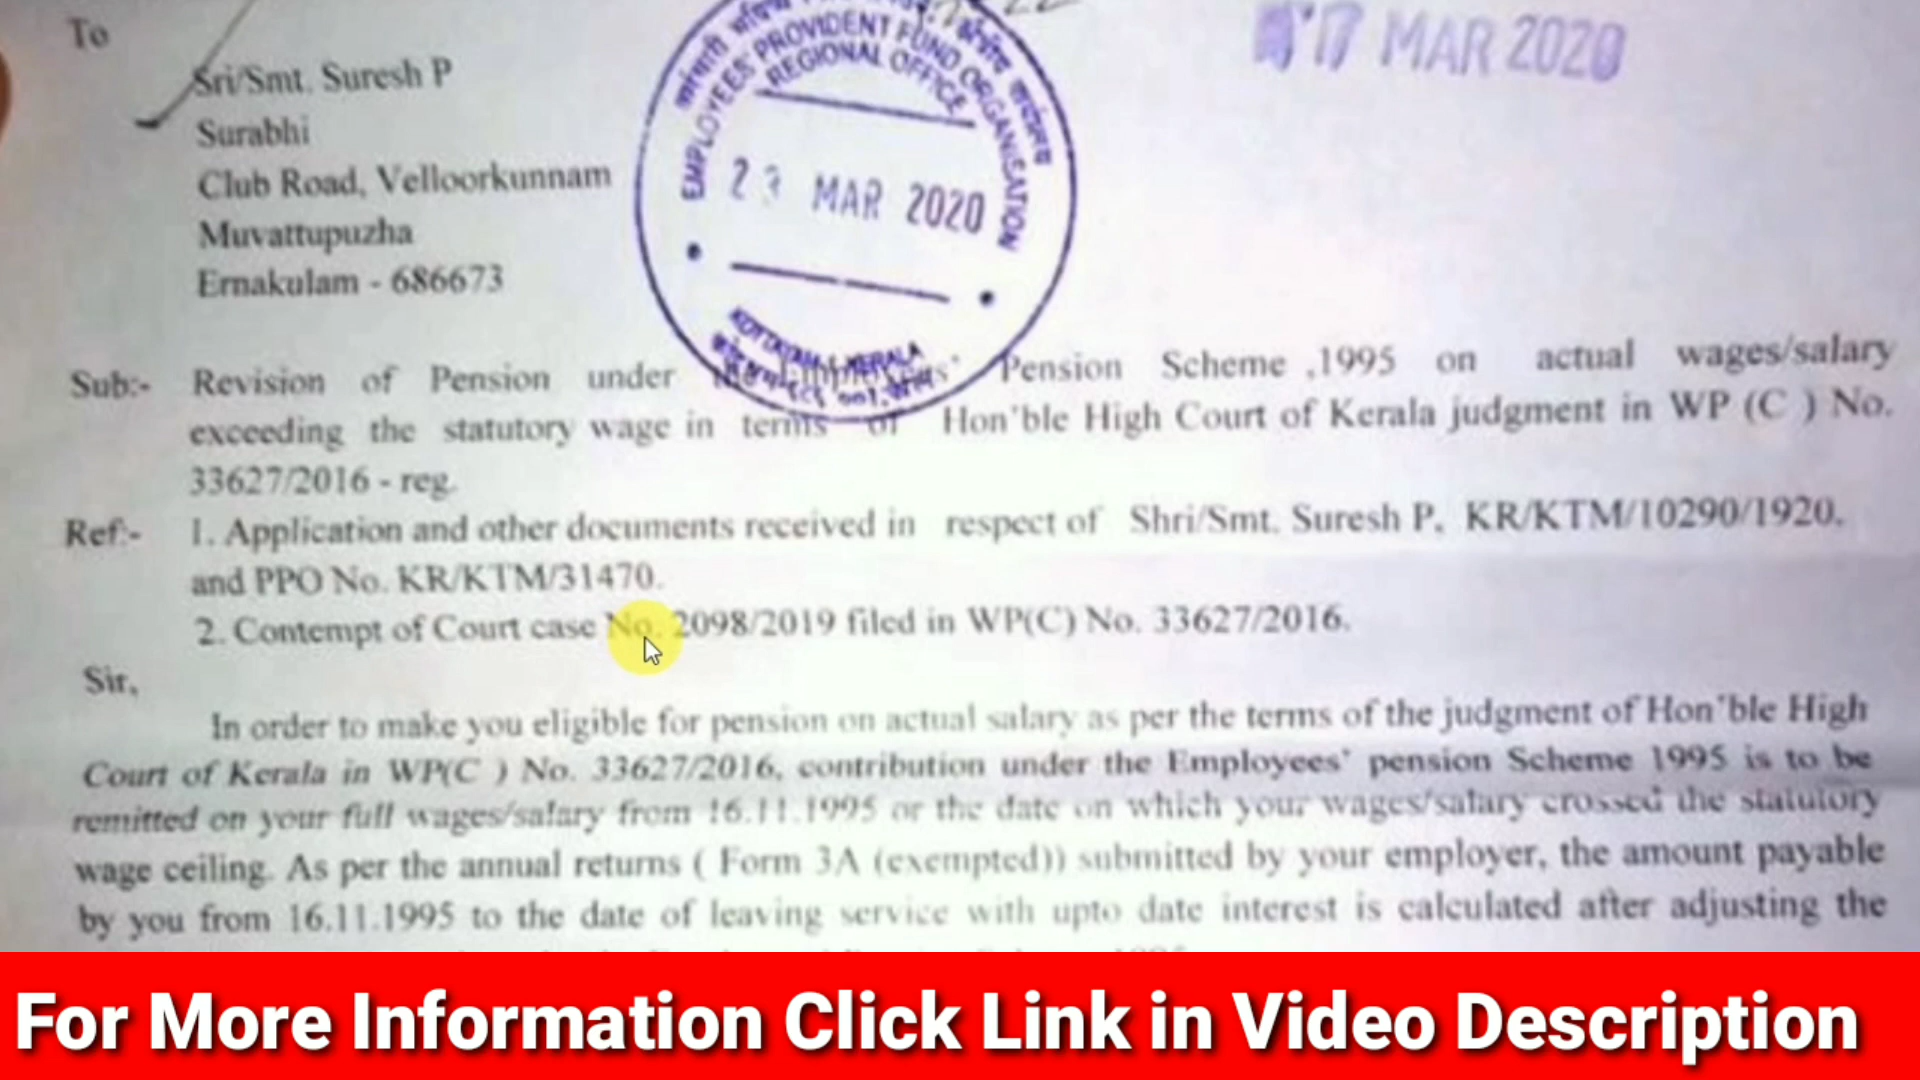 To
Sri/Smt. Suresh P
Surabhi
Club Road, Velloorkunnam
Muvattupuzha
Ernakulam - 686673
EMPLOYEES' PROVIDENT FUND ORGANISATION
REGIONAL OFFICE
MAR 2020
KOTTAYAM KERALA
17 MAR 2020
Sub:- Revision of Pension under Pension Scheme ,1995 on actual wages/salary
exceeding the statutory wage in terms of Hon'ble High Court of Kerala judgment in WP (C ) No.
33627/2016 - reg.
Ref:- 1. Application and other documents received in respect of Shri/Smt. Suresh P, KR/KTM/10290/1920,
and PPO No. KR/KTM/31470.
2. Contempt of Court case No. 2098/2019 filed in WP(C) No. 33627/2016.
Sir,
In order to make you eligible for pension on actual salary as per the terms of the judgment of Hon'ble High
Court of Kerala in WP(C ) No. 33627/2016, contribution under the Employees' pension Scheme 1995 is to be
remitted on your full wages/salary from 16.11.1995 or the date on which your wages/salary crossed the statutory
wage ceiling. As per the annual returns ( Form 3A (exempted)) submitted by your employer, the amount payable
by you from 16.11.1995 to the date of leaving service with upto date interest is calculated after adjusting the
For More Information Click Link in Video Description